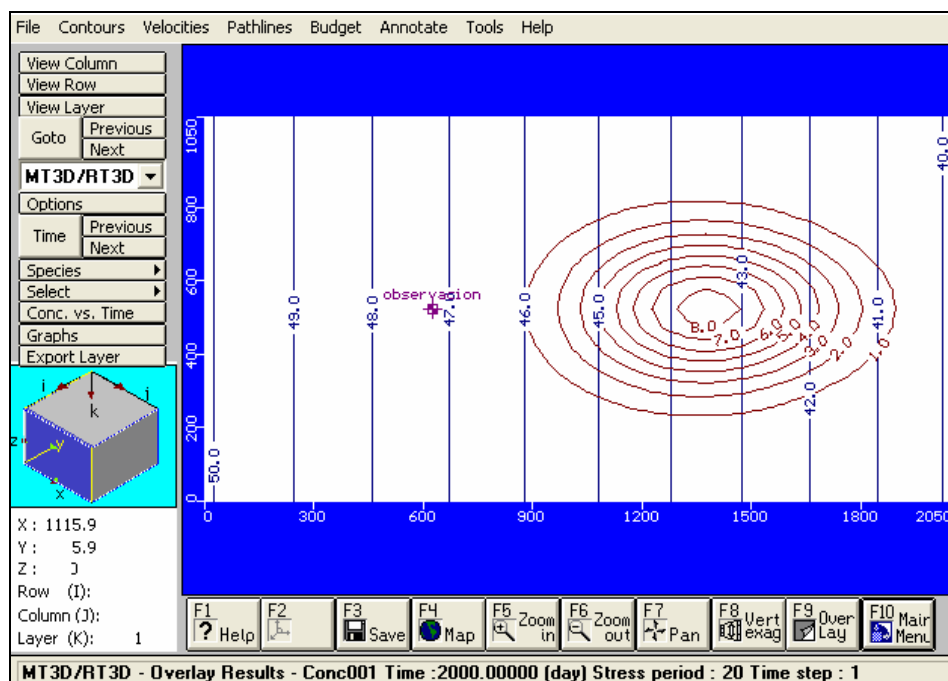 File Contours Velocities Pathlines Budget Annotate Tools Help
View Column
View Row
View Layer
Goto Previous
Next
MT3D/RT3D
Options
Time Previous
Next
Species
Select
Conc. vs. Time
Graphs
Export Layer
i j
k
Z
y
x
X : 1115.9
Y : 5.9
Z :
Row (I):
Column (J):
Layer (K): 1
1050
800
600
400
200
0
0 300 600 900 1200 1500 1800 2050
50.0
49.0
48.0
47.0
46.0
45.0
43.0
42.0
41.0
40.0
observasion
8.0
7.0
6.0
5.0
4.0
3.0
2.0
1.0
F1 ? Help
F2
F3 Save
F4 Map
F5 Zoom in
F6 Zoom out
F7 Pan
F8 Vert exag
F9 Over Lay
F10 Main Menu
MT3D/RT3D - Overlay Results - Conc001 Time :2000.00000 (day) Stress period : 20 Time step : 1